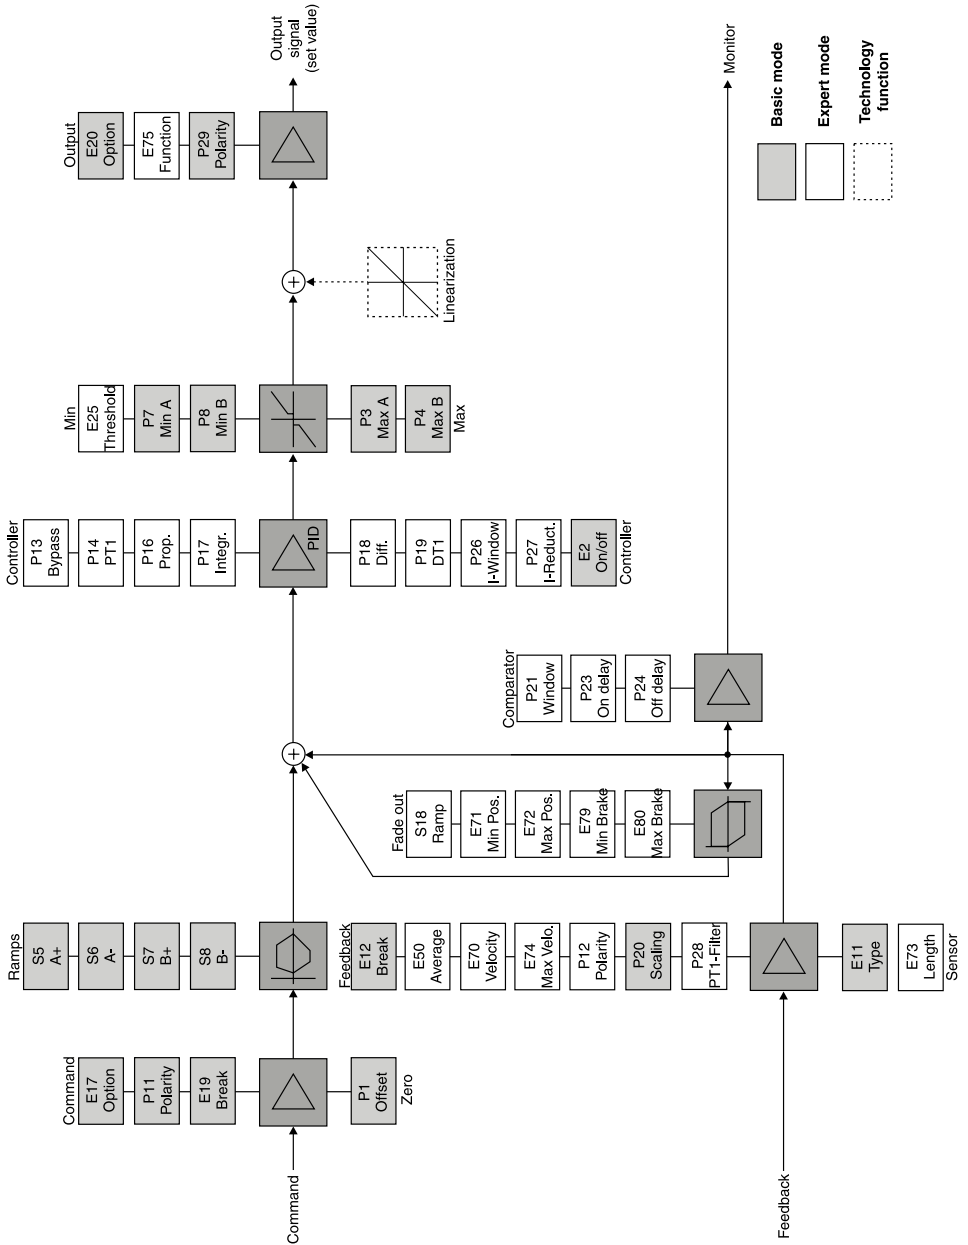 Command
Command
E17
Option
P11
Polarity
E19
Break
P1
Offset
Zero
Ramps
S5
A+
S6
A-
S7
B+
S8
B-
Feedback
E12
Break
E50
Average
E70
Velocity
E74
Max Velo.
P12
Polarity
P20
Scaling
P28
PT1-Filter
Feedback
E11
Type
E73
Length
Sensor
Fade out
S18
Ramp
E71
Min Pos.
E72
Max Pos.
E79
Min Brake
E80
Max Brake
Comparator
P21
Window
P23
On delay
P24
Off delay
Controller
P13
Bypass
P14
PT1
P16
Prop.
P17
Integr.
PID
P18
Diff.
P19
DT1
P26
I-Window
P27
I-Reduct.
E2
On/off
Controller
Min
E25
Threshold
P7
Min A
P8
Min B
P3
Max A
P4
Max B
Max
Linearization
Output
E20
Option
E75
Function
P29
Polarity
Output
signal
(set value)
Monitor
Basic mode
Expert mode
Technology
function